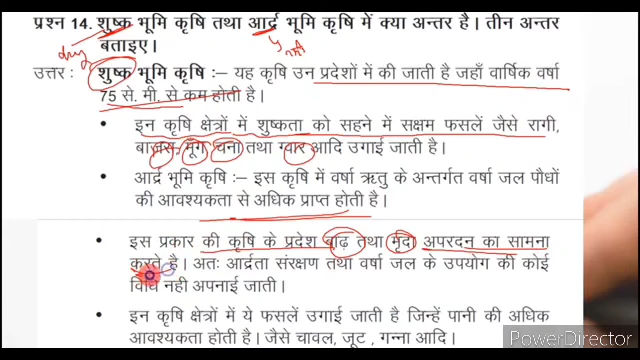 प्रश्न 14. शुष्क भूमि कृषि तथा आर्द्र भूमि कृषि में क्या अन्तर है। तीन अन्तर
बताइए।
dry
wet
उत्तरः शुष्क भूमि कृषि :– यह कृषि उन प्रदेशों में की जाती है जहाँ वार्षिक वर्षा
75 से. मी. से कम होती है।
• इन कृषि क्षेत्रों में शुष्कता को सहने में सक्षम फसलें जैसे रागी,
बाजरा, मूँग चना तथा ग्वार आदि उगाई जाती है।
• आर्द्र भूमि कृषि :– इस कृषि में वर्षा ऋतु के अन्तर्गत वर्षा जल पौधों
की आवश्यकता से अधिक प्राप्त होती है।
• इस प्रकार की कृषि के प्रदेश बाढ़ तथा मृदा अपरदन का सामना
करते है। अतः आर्द्रता संरक्षण तथा वर्षा जल के उपयोग की कोई
विधि नही अपनाई जाती।
• इन कृषि क्षेत्रों में ये फसलें उगाई जाती है जिन्हें पानी की अधिक
आवश्यकता होती है। जैसे चावल, जूट, गन्ना आदि।
PowerDirector